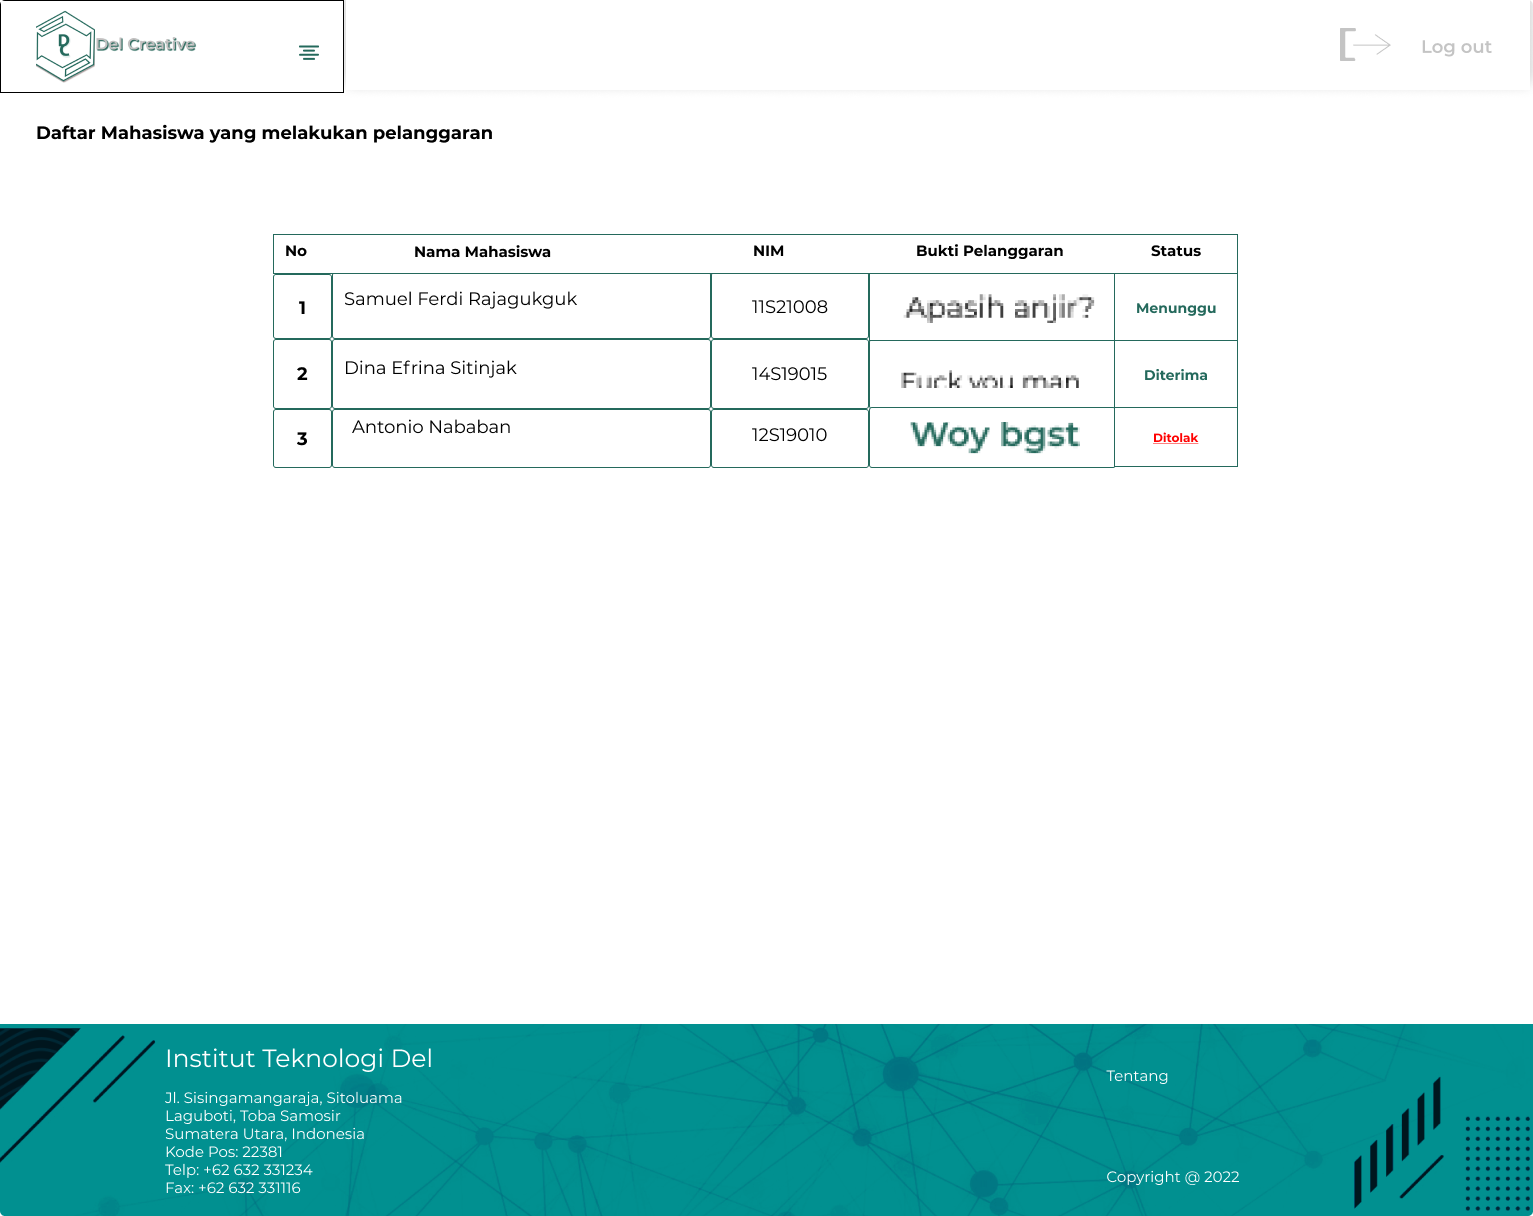 Del Creative
Log out
Daftar Mahasiswa yang melakukan pelanggaran
No Nama Mahasiswa NIM Bukti Pelanggaran Status
1 Samuel Ferdi Rajagukguk 11S21008 Apasih anjir? Menunggu
2 Dina Efrina Sitinjak 14S19015 Fuck you man Diterima
3 Antonio Nababan 12S19010 Woy bgst Ditolak
Institut Teknologi Del
Jl. Sisingamangaraja, Sitoluama
Laguboti, Toba Samosir
Sumatera Utara, Indonesia
Kode Pos: 22381
Telp: +62 632 331234
Fax: +62 632 331116
Tentang
Copyright @ 2022